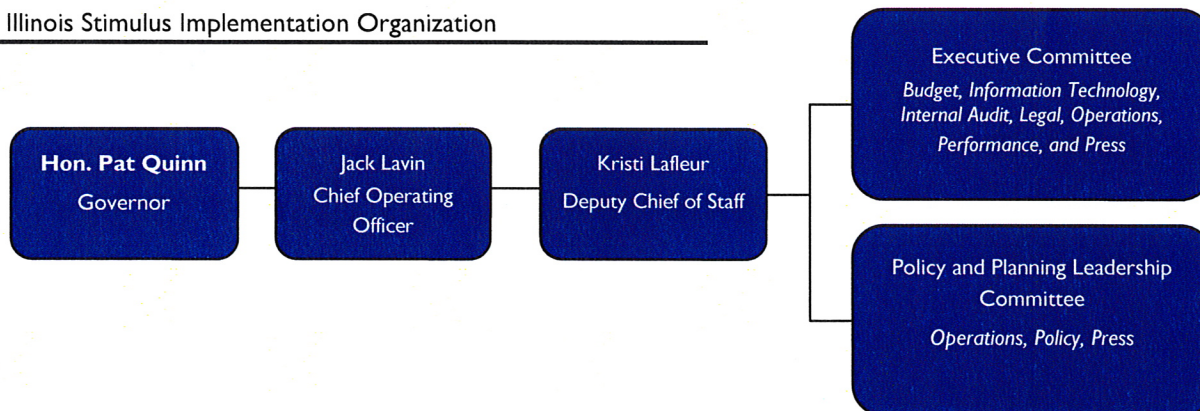 Illinois Stimulus Implementation Organization
Hon. Pat Quinn
Governor
Jack Lavin
Chief Operating
Officer
Kristi Lafleur
Deputy Chief of Staff
Executive Committee
Budget, Information Technology,
Internal Audit, Legal, Operations,
Performance, and Press
Policy and Planning Leadership
Committee
Operations, Policy, Press